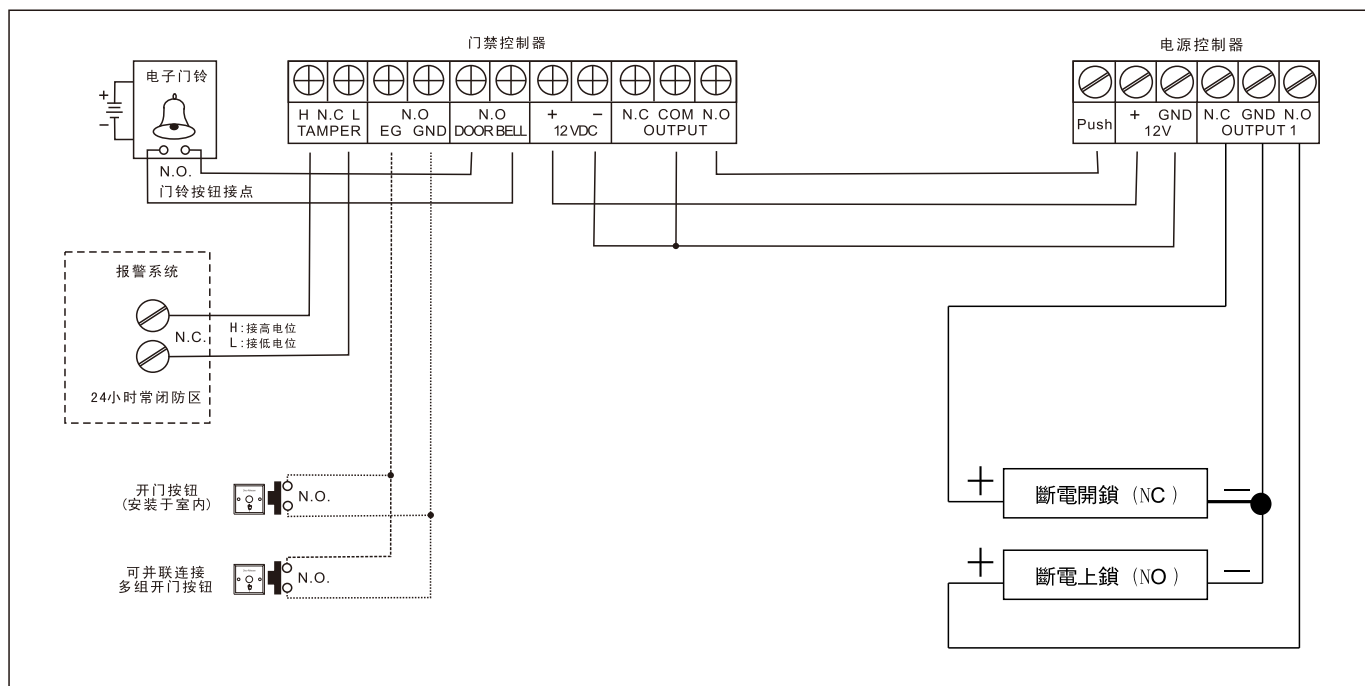 门禁控制器
电源控制器
电子门铃
+
−
H N.C L
TAMPER
N.O
EG GND
N.O
DOOR BELL
+ −
12 VDC
N.C COM N.O
OUTPUT
Push
+ GND
12V
N.C GND N.O
OUTPUT 1
N.O.
门铃按钮接点
报警系统
N.C.
H:接高电位
L:接低电位
24小时常闭防区
开门按钮
(安装于室内)
N.O.
可并联连接
多组开门按钮
N.O.
+ 斷電開鎖（NC） −
+ 斷電上鎖（NO） −